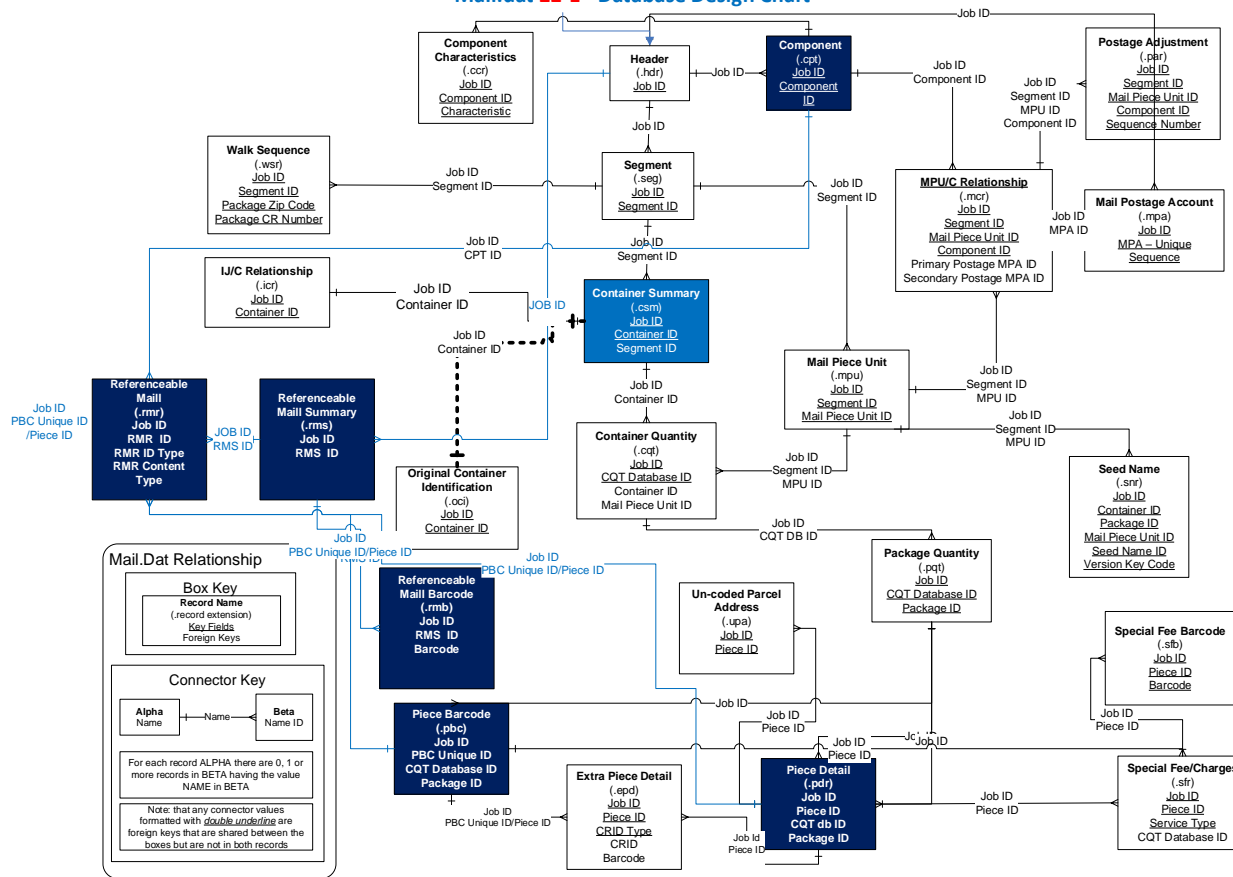 Mail.dat 22-1 - Database Design Chart
Job ID
Component
Characteristics
(.ccr)
Job ID
Component ID
Characteristic
Header
(.hdr)
Job ID
Job ID
Component
(.cpt)
Job ID
Component
ID
Job ID
Component ID
Job ID
Segment ID
MPU ID
Component ID
Postage Adjustment
(.par)
Job ID
Segment ID
Mail Piece Unit ID
Component ID
Sequence Number
Job ID
Walk Sequence
(.wsr)
Job ID
Segment ID
Package Zip Code
Package CR Number
Job ID
Segment ID
Segment
(.seg)
Job ID
Segment ID
Job ID
Segment ID
MPU/C Relationship
(.mcr)
Job ID
Segment ID
Mail Piece Unit ID
Component ID
Primary Postage MPA ID
Secondary Postage MPA ID
Job ID
MPA ID
Mail Postage Account
(.mpa)
Job ID
MPA – Unique
Sequence
Job ID
CPT ID
Job ID
Segment ID
IJ/C Relationship
(.icr)
Job ID
Container ID
Job ID
Container ID
JOB ID
Container Summary
(.csm)
Job ID
Container ID
Segment ID
Job ID
Container ID
Job ID
Container ID
Mail Piece Unit
(.mpu)
Job ID
Segment ID
Mail Piece Unit ID
Job ID
Segment ID
MPU ID
Job ID
Segment ID
MPU ID
Job ID
PBC Unique ID
/Piece ID
Referenceable
Maill
(.rmr)
Job ID
RMR ID
RMR ID Type
RMR Content
Type
JOB ID
RMS ID
Referenceable
Maill Summary
(.rms)
Job ID
RMS ID
Container Quantity
(.cqt)
Job ID
CQT Database ID
Container ID
Mail Piece Unit ID
Job ID
Segment ID
MPU ID
Seed Name
(.snr)
Job ID
Container ID
Package ID
Mail Piece Unit ID
Seed Name ID
Version Key Code
Original Container
Identification
(.oci)
Job ID
Container ID
Job ID
CQT DB ID
Job ID
PBC Unique ID/Piece ID
RMS ID
Job ID
PBC Unique ID/Piece ID
Package Quantity
(.pqt)
Job ID
CQT Database ID
Package ID
Mail.Dat Relationship
Box Key
Record Name
(.record extension)
Key Fields
Foreign Keys
Connector Key
Alpha
Name
Name
Beta
Name ID
For each record ALPHA there are 0, 1 or
more records in BETA having the value
NAME in BETA
Note: that any connector values
formatted with double underline are
foreign keys that are shared between the
boxes but are not in both records
Referenceable
Maill Barcode
(.rmb)
Job ID
RMS ID
Barcode
Un-coded Parcel
Address
(.upa)
Job ID
Piece ID
Special Fee Barcode
(.sfb)
Job ID
Piece ID
Barcode
Job ID
Job ID
Piece ID
Job ID
Piece ID
Job ID
Job ID
Job ID
Piece ID
Piece Barcode
(.pbc)
Job ID
PBC Unique ID
CQT Database ID
Package ID
Extra Piece Detail
(.epd)
Job ID
Piece ID
CRID Type
CRID
Barcode
Piece Detail
(.pdr)
Job ID
Piece ID
CQT db ID
Package ID
Special Fee/Charges
(.sfr)
Job ID
Piece ID
Service Type
CQT Database ID
Job ID
PBC Unique ID/Piece ID
Job Id
Piece ID
Job ID
Piece ID